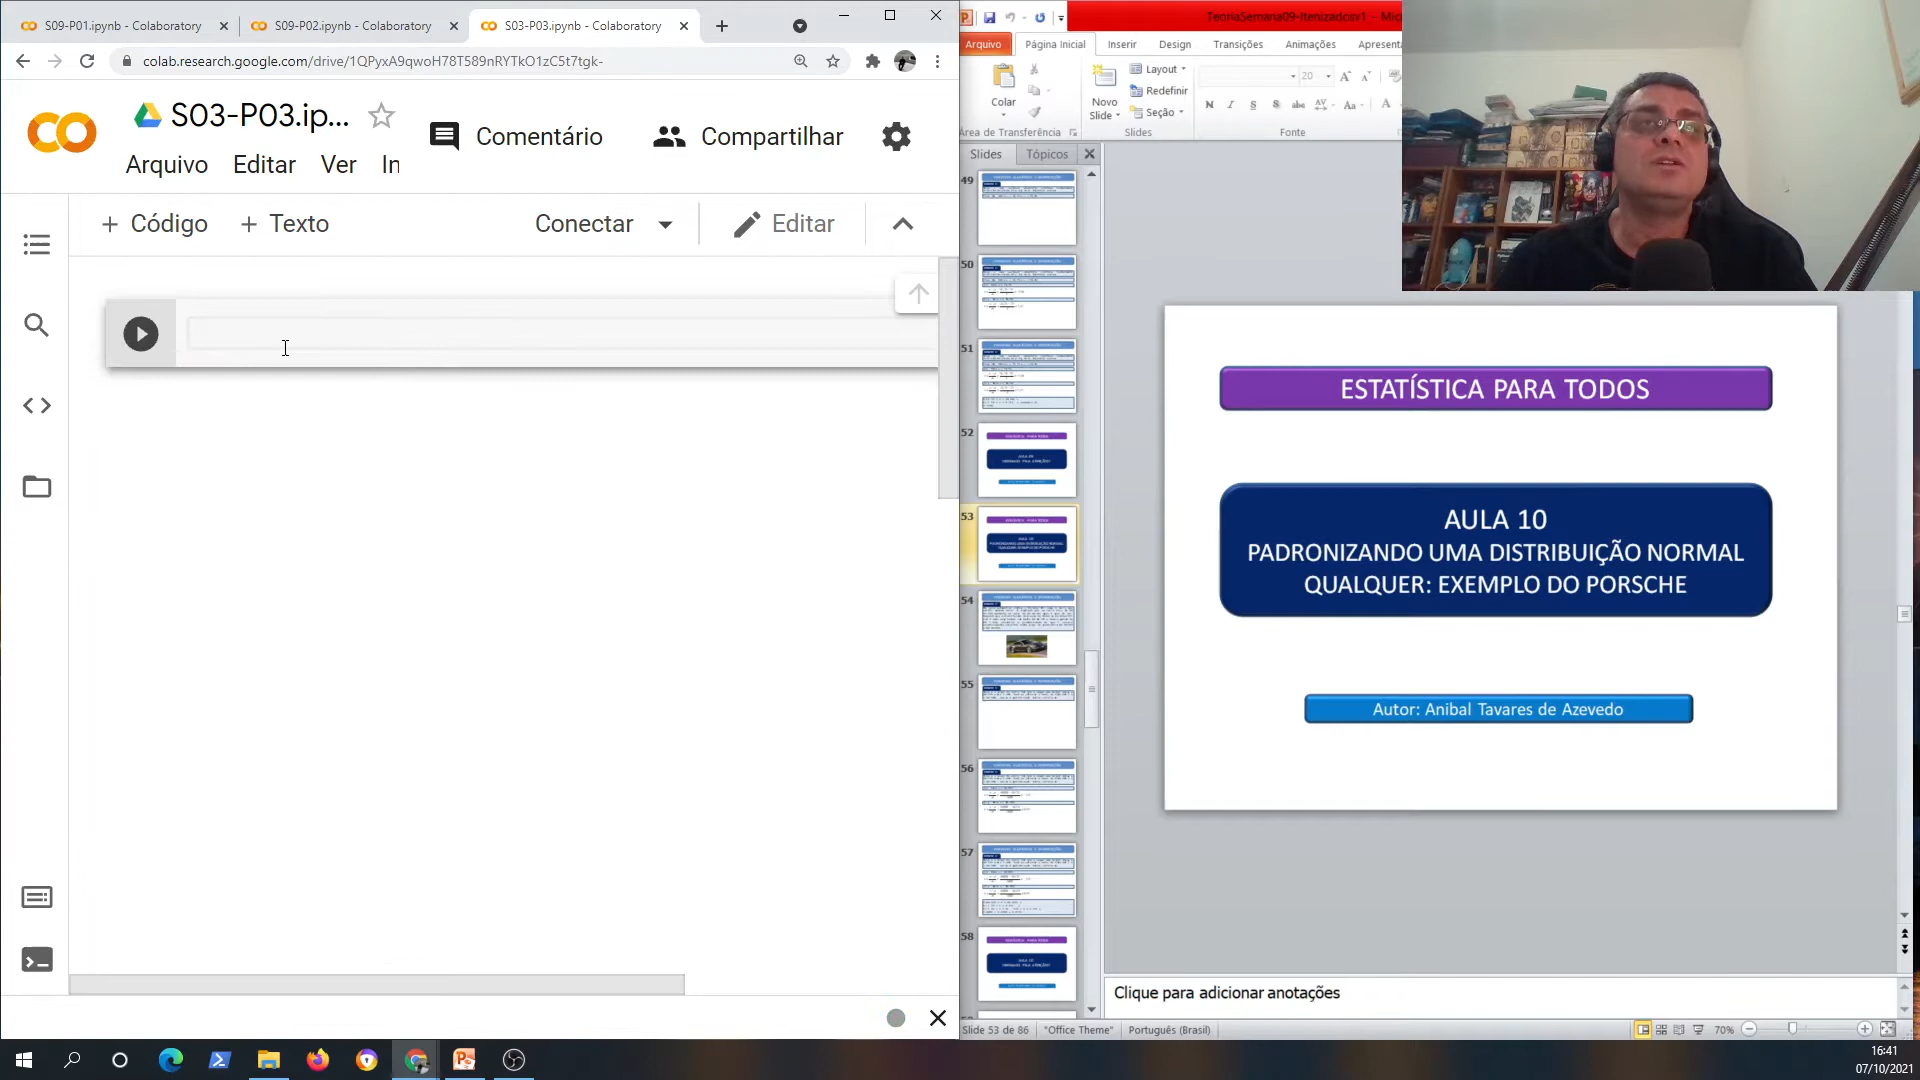 S09-P01.ipynb - Colaboratory
S09-P02.ipynb - Colaboratory
S03-P03.ipynb - Colaboratory
colab.research.google.com/drive/1QPyxA9qwoH78T589nRYTkO1zC5t7tgk-
S03-P03.ip...
Comentário
Compartilhar
Arquivo
Editar
Ver
In
+ Código
+ Texto
Conectar
Editar
TeoriaSemana09-Itenizadosv1 - Mic
Arquivo
Página Inicial
Inserir
Design
Transições
Animações
Apresenta
Colar
Novo
Slide
Layout
Redefinir
Seção
20
Área de Transferência
Slides
Fonte
Slides
Tópicos
49
50
51
52
53
54
55
56
57
58
ESTATÍSTICA PARA TODOS
AULA 10
PADRONIZANDO UMA DISTRIBUIÇÃO NORMAL
QUALQUER: EXEMPLO DO PORSCHE
Autor: Anibal Tavares de Azevedo
Clique para adicionar anotações
Slide 53 de 86
"Office Theme"
Português (Brasil)
70%
16:41
07/10/2021